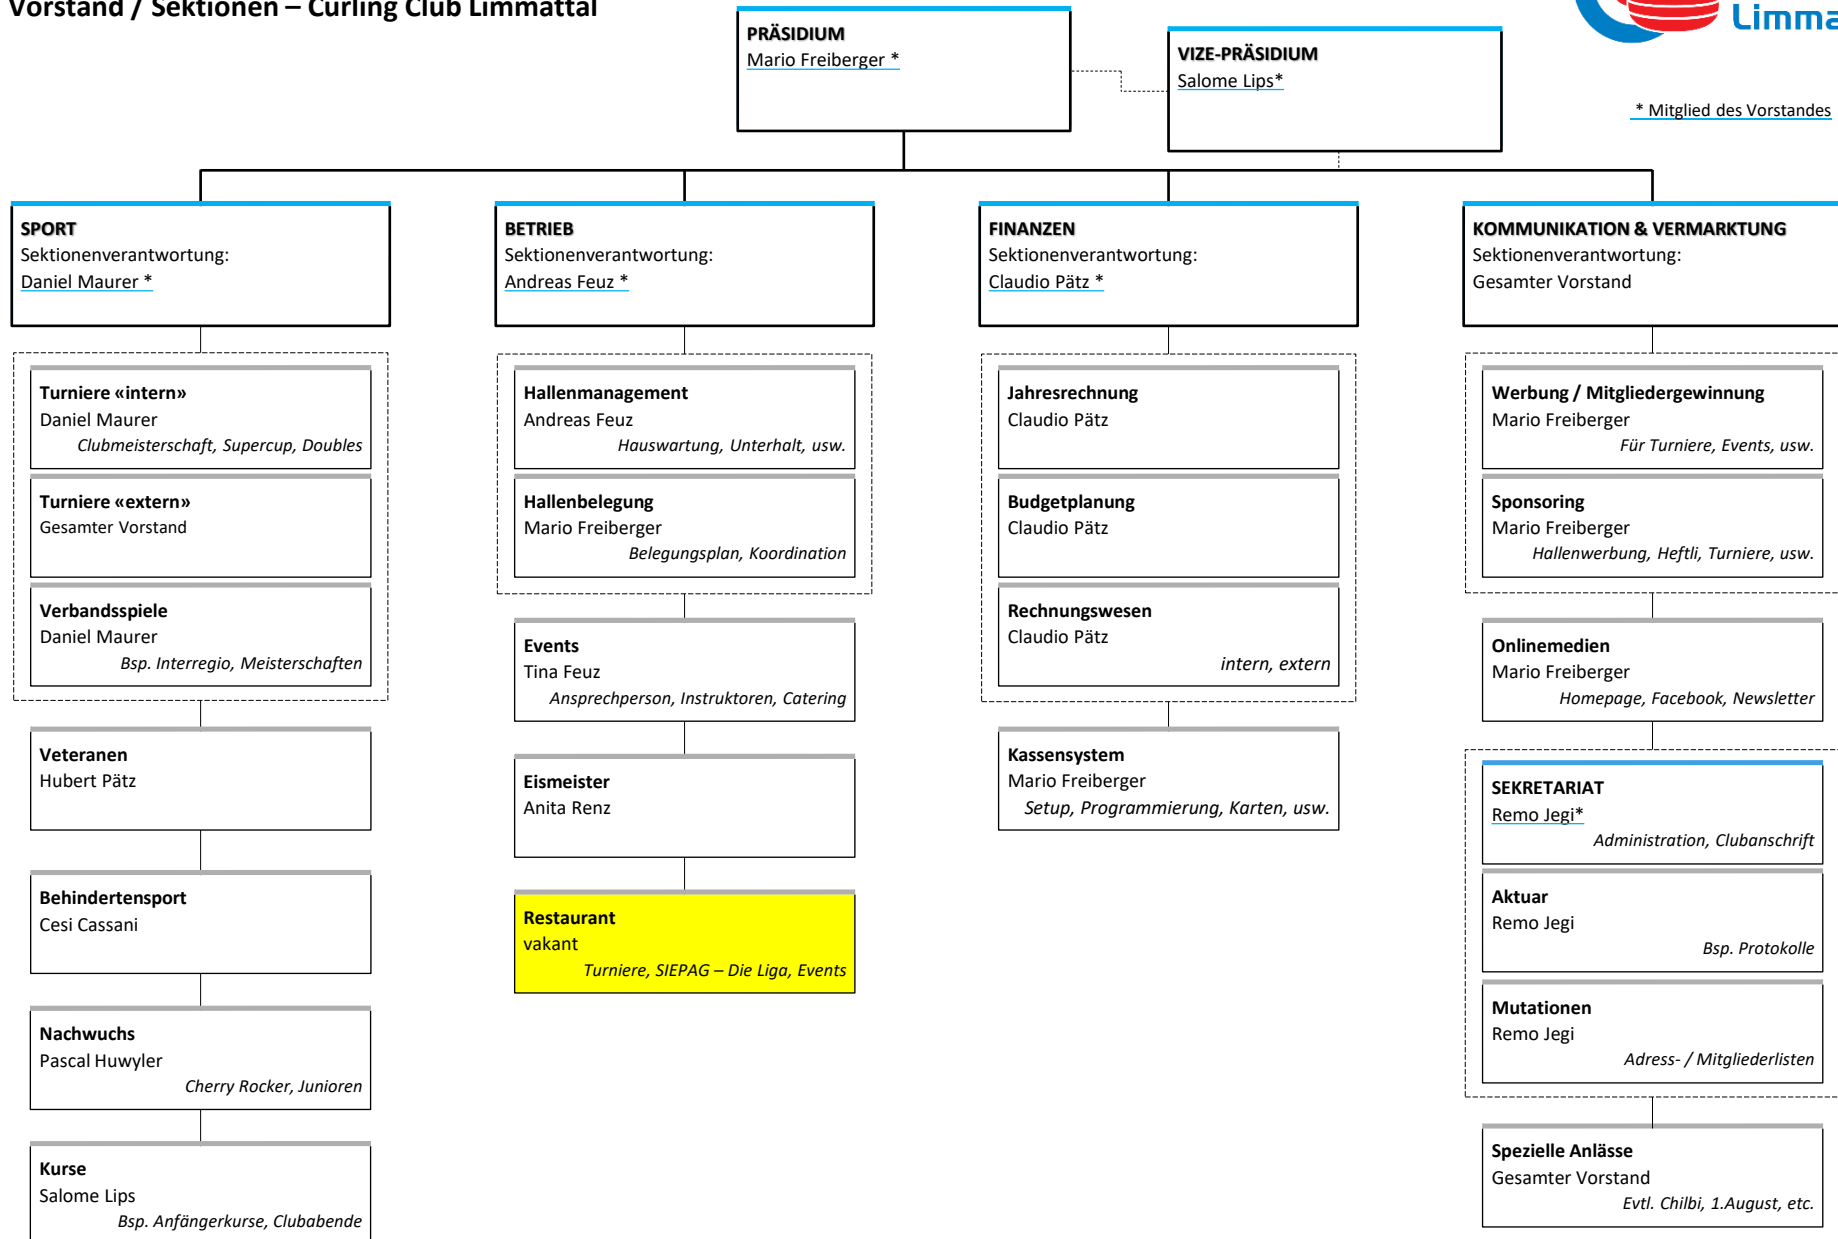 Vorstand / Sektionen – Curling Club Limmattal
PRÄSIDIUM
Mario Freiberger *
VIZE-PRÄSIDIUM
Salome Lips*
* Mitglied des Vorstandes
SPORT
Sektionenverantwortung:
Daniel Maurer *
Turniere «intern»
Daniel Maurer
Clubmeisterschaft, Supercup, Doubles
Turniere «extern»
Gesamter Vorstand
Verbandsspiele
Daniel Maurer
Bsp. Interregio, Meisterschaften
Veteranen
Hubert Pätz
Behindertensport
Cesi Cassani
Nachwuchs
Pascal Huwyler
Cherry Rocker, Junioren
Kurse
Salome Lips
Bsp. Anfängerkurse, Clubabende
BETRIEB
Sektionenverantwortung:
Andreas Feuz *
Hallenmanagement
Andreas Feuz
Hauswartung, Unterhalt, usw.
Hallenbelegung
Mario Freiberger
Belegungsplan, Koordination
Events
Tina Feuz
Ansprechperson, Instruktoren, Catering
Eismeister
Anita Renz
Restaurant
vakant
Turniere, SIEPAG – Die Liga, Events
FINANZEN
Sektionenverantwortung:
Claudio Pätz *
Jahresrechnung
Claudio Pätz
Budgetplanung
Claudio Pätz
Rechnungswesen
Claudio Pätz
intern, extern
Kassensystem
Mario Freiberger
Setup, Programmierung, Karten, usw.
KOMMUNIKATION & VERMARKTUNG
Sektionenverantwortung:
Gesamter Vorstand
Werbung / Mitgliedergewinnung
Mario Freiberger
Für Turniere, Events, usw.
Sponsoring
Mario Freiberger
Hallenwerbung, Heftli, Turniere, usw.
Onlinemedien
Mario Freiberger
Homepage, Facebook, Newsletter
SEKRETARIAT
Remo Jegi*
Administration, Clubanschrift
Aktuar
Remo Jegi
Bsp. Protokolle
Mutationen
Remo Jegi
Adress- / Mitgliederlisten
Spezielle Anlässe
Gesamter Vorstand
Evtl. Chilbi, 1.August, etc.